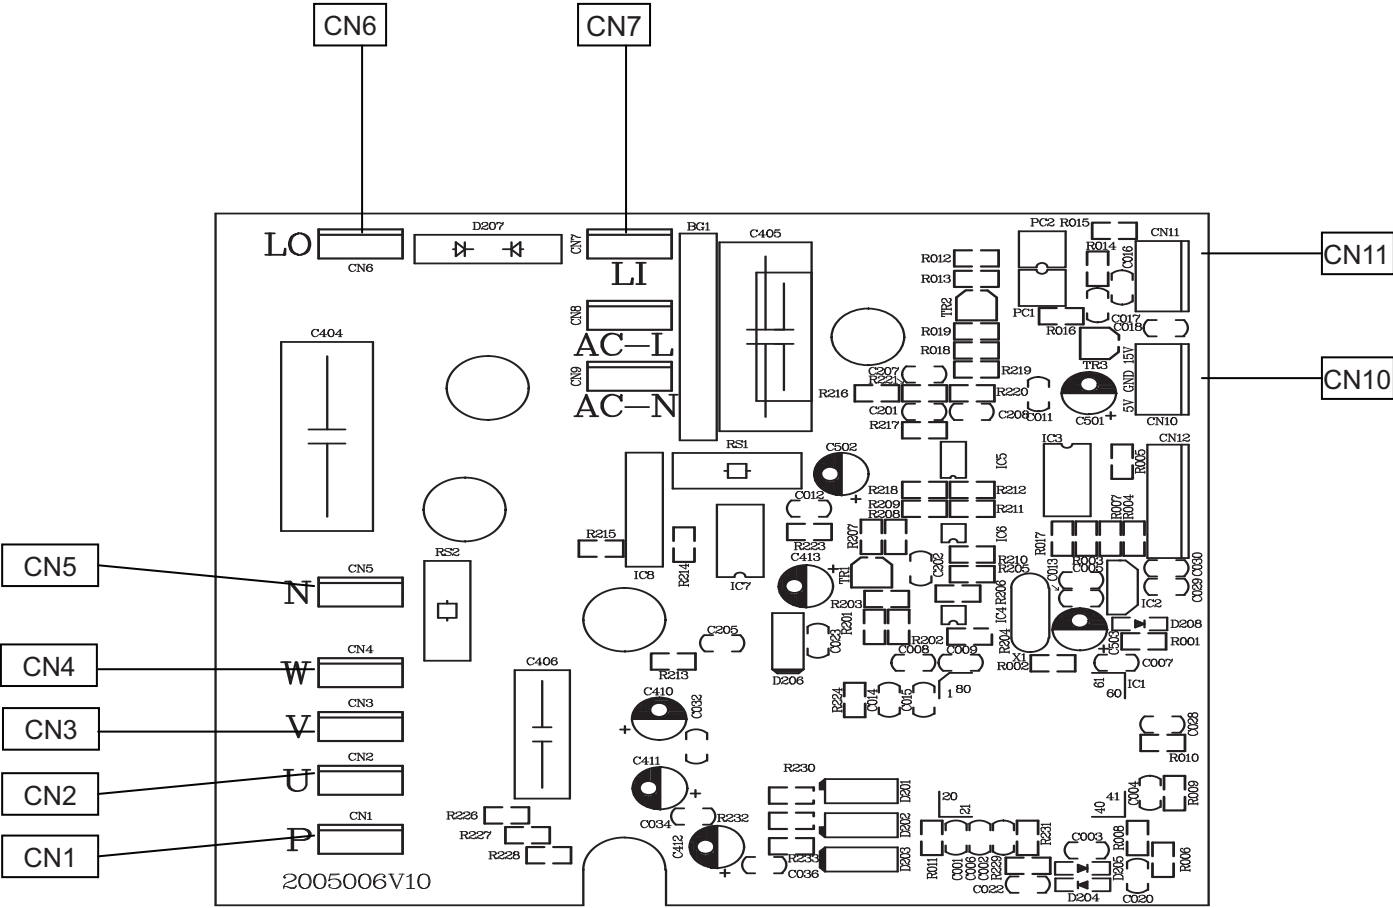 CN6
CN7
LO
CN6
D207
CN7
LI
BG1
C405
PC2 R015
R014
C016
CN11
CN11
R012
R013
TR2
PC1
R016
C017
C018
CN8
AC-L
R019
R018
TR3
5V GND 15V
CN10
C404
CN9
AC-N
C207
R221
R219
R216
R220
C201
C208
C011
C501
+
CN10
R217
RS1
C502
+
IC5
IC3
CN12
R005
R218
R212
R209
R211
R208
C012
R007
R004
R215
R223
R207
IC6
R017
RS2
IC8
R214
IC7
C413
+
TR1
C202
R210
R205
C013
R003
C005
C030
C029
CN5
CN5
N
R203
R206
IC2
R201
R202
IC4
R204
C503
+
D208
R001
C205
C023
CN4
CN4
W
C406
R213
D206
C008
C009
X1
R002
C007
61
IC1
60
1
80
CN3
CN3
V
C410
+
C032
R224
C014
C015
C028
R010
CN2
CN2
U
C411
+
R230
D201
20
21
41
40
C004
R009
CN1
CN1
P
R226
R227
R228
C034
R232
C412
+
D202
R233
D203
C036
R011
C001
C006
C002
R229
R231
C022
C003
R008
D205
D204
C020
R006
2005006V10